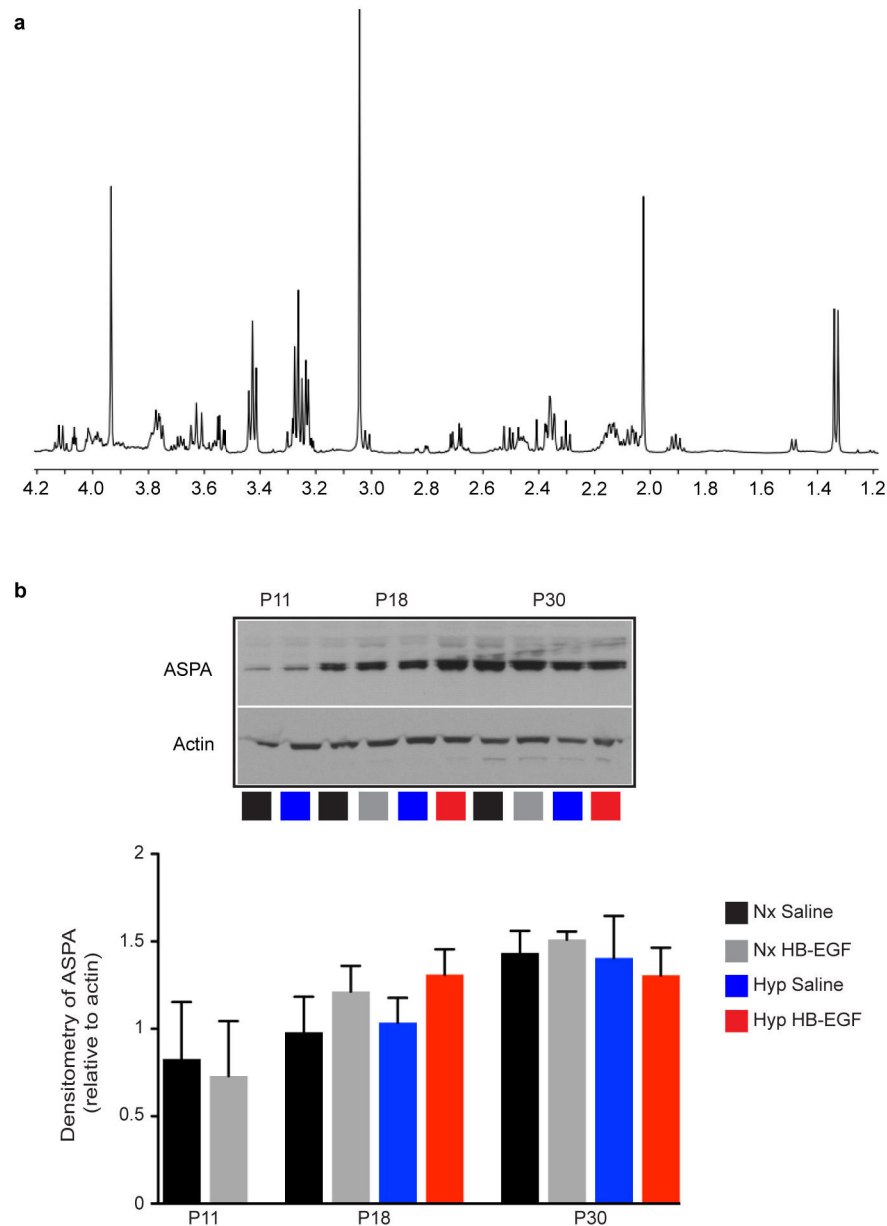 a
4.2 4.0 3.8 3.6 3.4 3.2 3.0 2.8 2.6 2.4 2.2 2.0 1.8 1.6 1.4 1.2
b
P11 P18 P30
ASPA
Actin
2
1.5
1
0.5
0
Densitometry of ASPA
(relative to actin)
Nx Saline
Nx HB-EGF
Hyp Saline
Hyp HB-EGF
P11 P18 P30